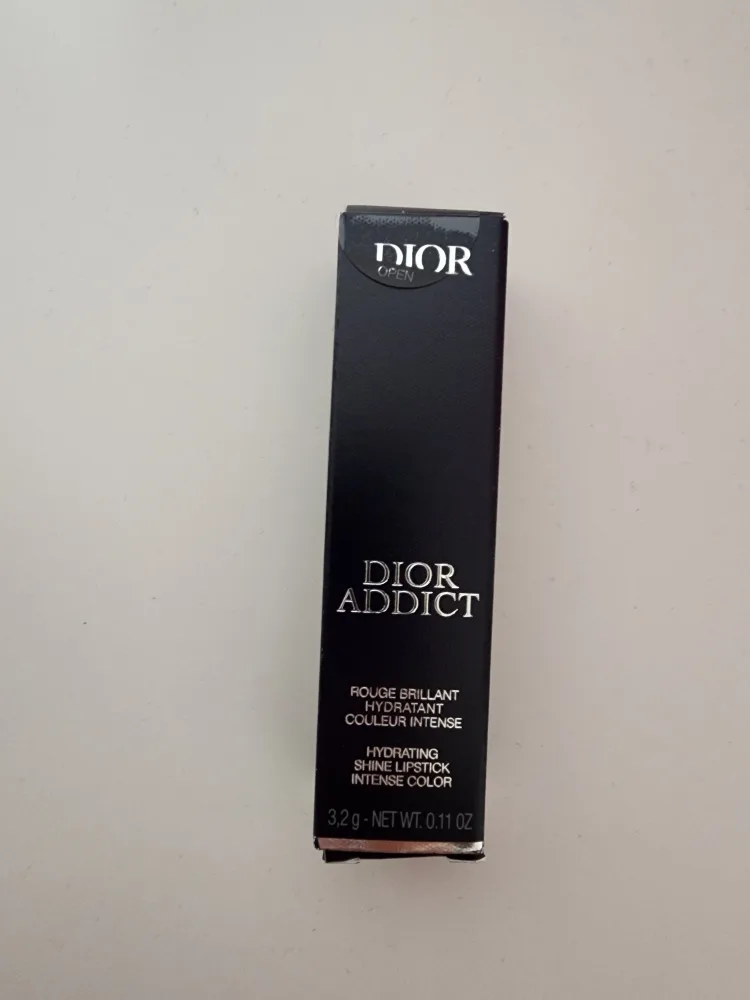 DIOR
OPEN
DIOR
ADDICT
ROUGE BRILLANT
HYDRATANT
COULEUR INTENSE
HYDRATING
SHINE LIPSTICK
INTENSE COLOR
3,2 g - NET WT. 0.11 OZ